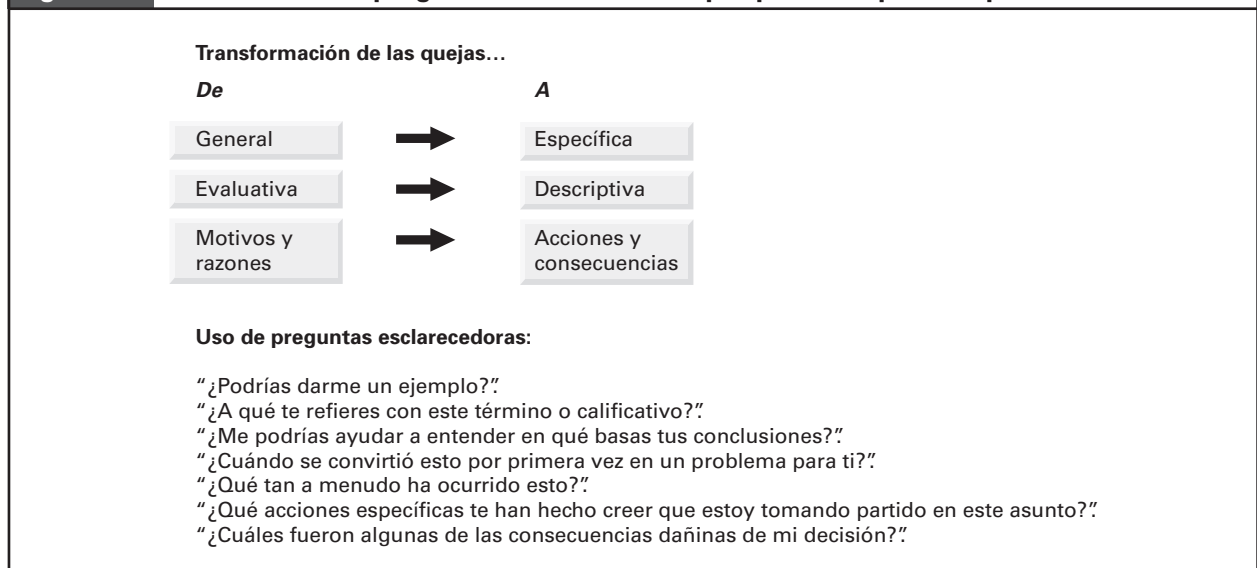 Transformación de las quejas…
De A
General Específica
Evaluativa Descriptiva
Motivos y Acciones y
razones consecuencias
Uso de preguntas esclarecedoras:
“¿Podrías darme un ejemplo?”.
“¿A qué te refieres con este término o calificativo?”.
“¿Me podrías ayudar a entender en qué basas tus conclusiones?”.
“¿Cuándo se convirtió esto por primera vez en un problema para ti?”.
“¿Qué tan a menudo ha ocurrido esto?”.
“¿Qué acciones específicas te han hecho creer que estoy tomando partido en este asunto?”.
“¿Cuáles fueron algunas de las consecuencias dañinas de mi decisión?”.